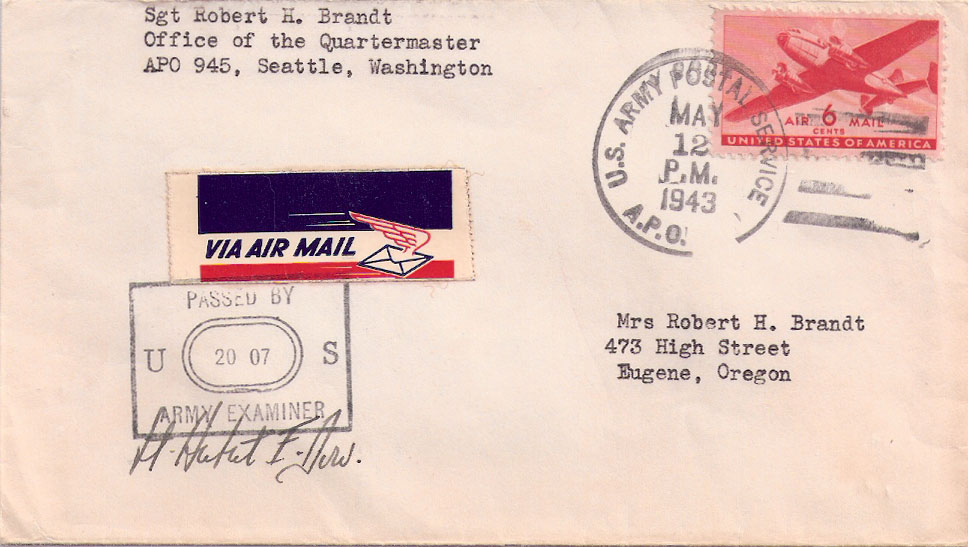 Sgt Robert H. Brandt
Office of the Quartermaster
APO 945, Seattle, Washington
AIR 6 MAIL
CENTS
UNITED STATES OF AMERICA
U.S. ARMY POSTAL SERVICE
MAY
12
P.M.
1943
A.P.O.
VIA AIR MAIL
PASSED BY
U 20 07 S
ARMY EXAMINER
Mrs Robert H. Brandt
473 High Street
Eugene, Oregon